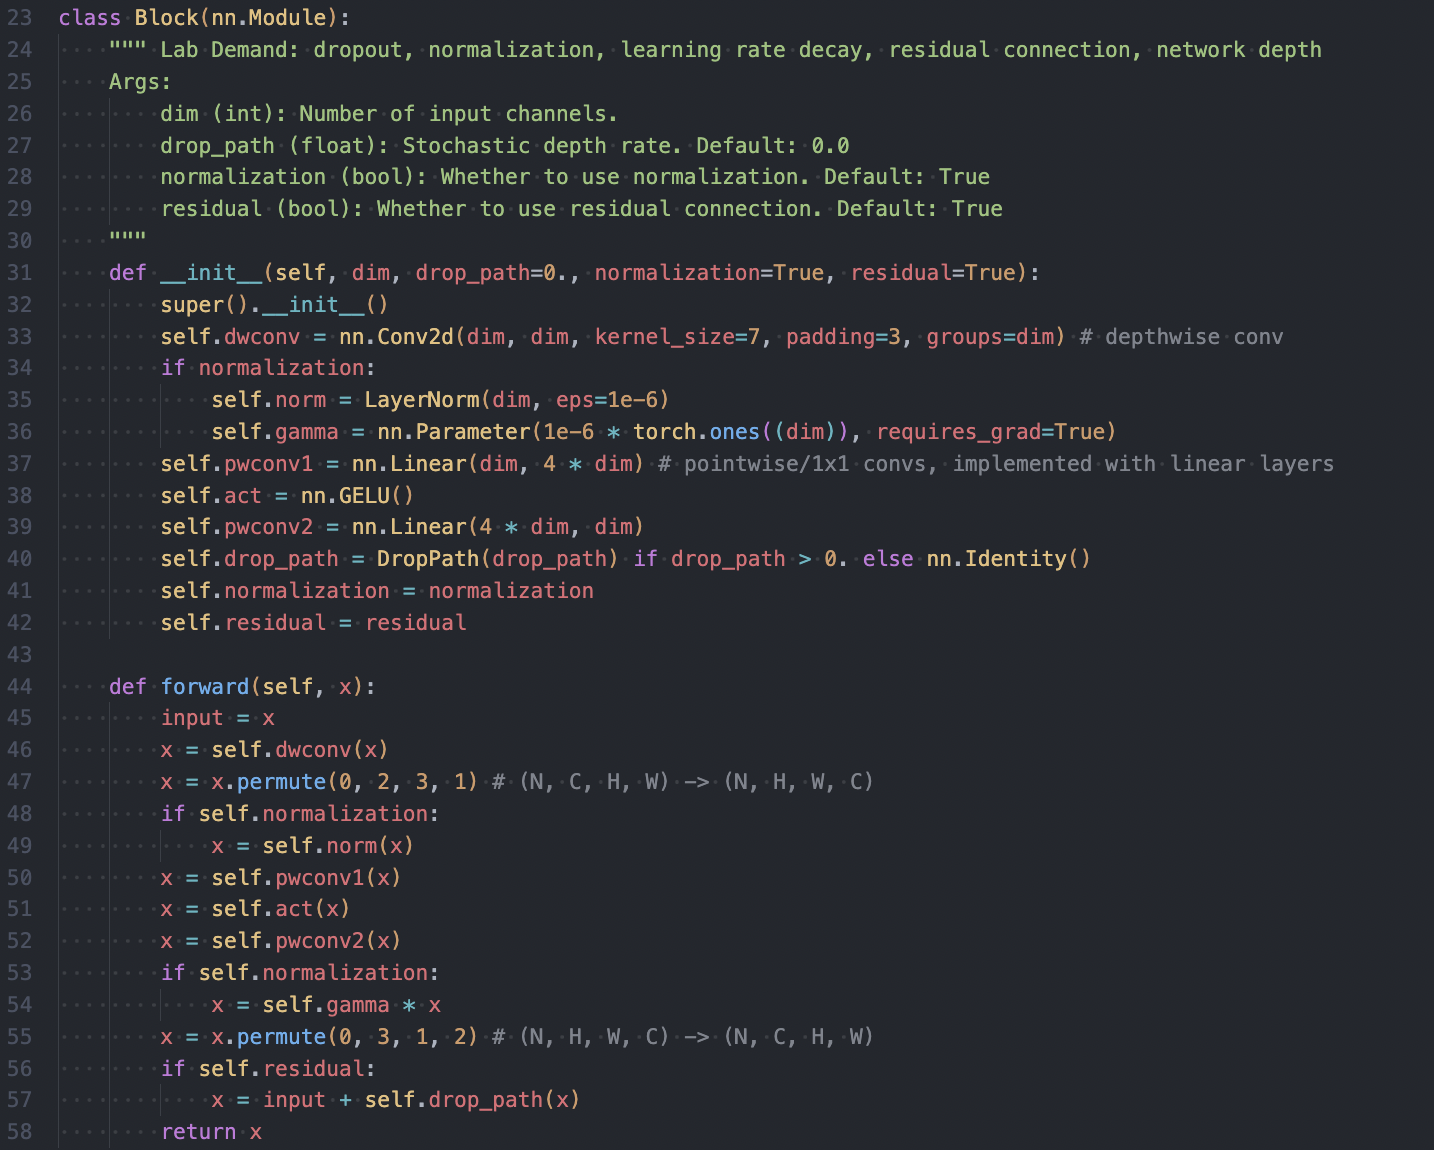 23 class Block(nn.Module):
24     """ Lab Demand: dropout, normalization, learning rate decay, residual connection, network depth
25     Args:
26         dim (int): Number of input channels.
27         drop_path (float): Stochastic depth rate. Default: 0.0
28         normalization (bool): Whether to use normalization. Default: True
29         residual (bool): Whether to use residual connection. Default: True
30     """
31     def __init__(self, dim, drop_path=0., normalization=True, residual=True):
32         super().__init__()
33         self.dwconv = nn.Conv2d(dim, dim, kernel_size=7, padding=3, groups=dim) # depthwise conv
34         if normalization:
35             self.norm = LayerNorm(dim, eps=1e-6)
36             self.gamma = nn.Parameter(1e-6 * torch.ones((dim)), requires_grad=True)
37         self.pwconv1 = nn.Linear(dim, 4 * dim) # pointwise/1x1 convs, implemented with linear layers
38         self.act = nn.GELU()
39         self.pwconv2 = nn.Linear(4 * dim, dim)
40         self.drop_path = DropPath(drop_path) if drop_path > 0. else nn.Identity()
41         self.normalization = normalization
42         self.residual = residual
43
44     def forward(self, x):
45         input = x
46         x = self.dwconv(x)
47         x = x.permute(0, 2, 3, 1) # (N, C, H, W) -> (N, H, W, C)
48         if self.normalization:
49             x = self.norm(x)
50         x = self.pwconv1(x)
51         x = self.act(x)
52         x = self.pwconv2(x)
53         if self.normalization:
54             x = self.gamma * x
55         x = x.permute(0, 3, 1, 2) # (N, H, W, C) -> (N, C, H, W)
56         if self.residual:
57             x = input + self.drop_path(x)
58         return x